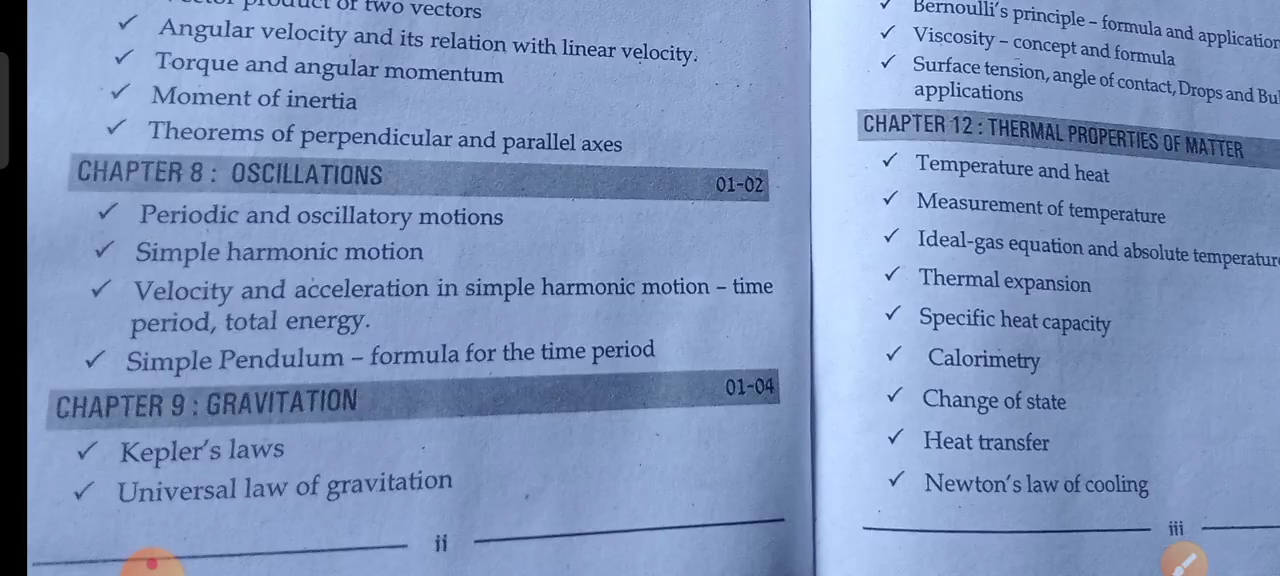 product of two vectors
✓ Angular velocity and its relation with linear velocity.
✓ Torque and angular momentum
✓ Moment of inertia
✓ Theorems of perpendicular and parallel axes
CHAPTER 8 : OSCILLATIONS 01-02
✓ Periodic and oscillatory motions
✓ Simple harmonic motion
✓ Velocity and acceleration in simple harmonic motion – time
period, total energy.
✓ Simple Pendulum – formula for the time period
CHAPTER 9 : GRAVITATION 01-04
✓ Kepler's laws
✓ Universal law of gravitation
ii
✓ Bernoulli's principle – formula and application
✓ Viscosity – concept and formula
✓ Surface tension, angle of contact, Drops and Bu
applications
CHAPTER 12 : THERMAL PROPERTIES OF MATTER
✓ Temperature and heat
✓ Measurement of temperature
✓ Ideal-gas equation and absolute temperatur
✓ Thermal expansion
✓ Specific heat capacity
✓ Calorimetry
✓ Change of state
✓ Heat transfer
✓ Newton's law of cooling
iii